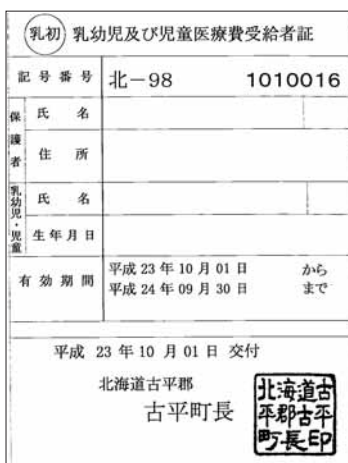 乳初 乳幼児及び児童医療費受給者証
記号番号 北－98 1010016
保護者
氏名
住所
乳幼児・児童
氏名
生年月日
有効期間 平成 23 年 10 月 01 日 から
平成 24 年 09 月 30 日 まで
平成 23 年 10 月 01 日 交付
北海道古平郡
古平町長
北海道古
平郡古平
町長印